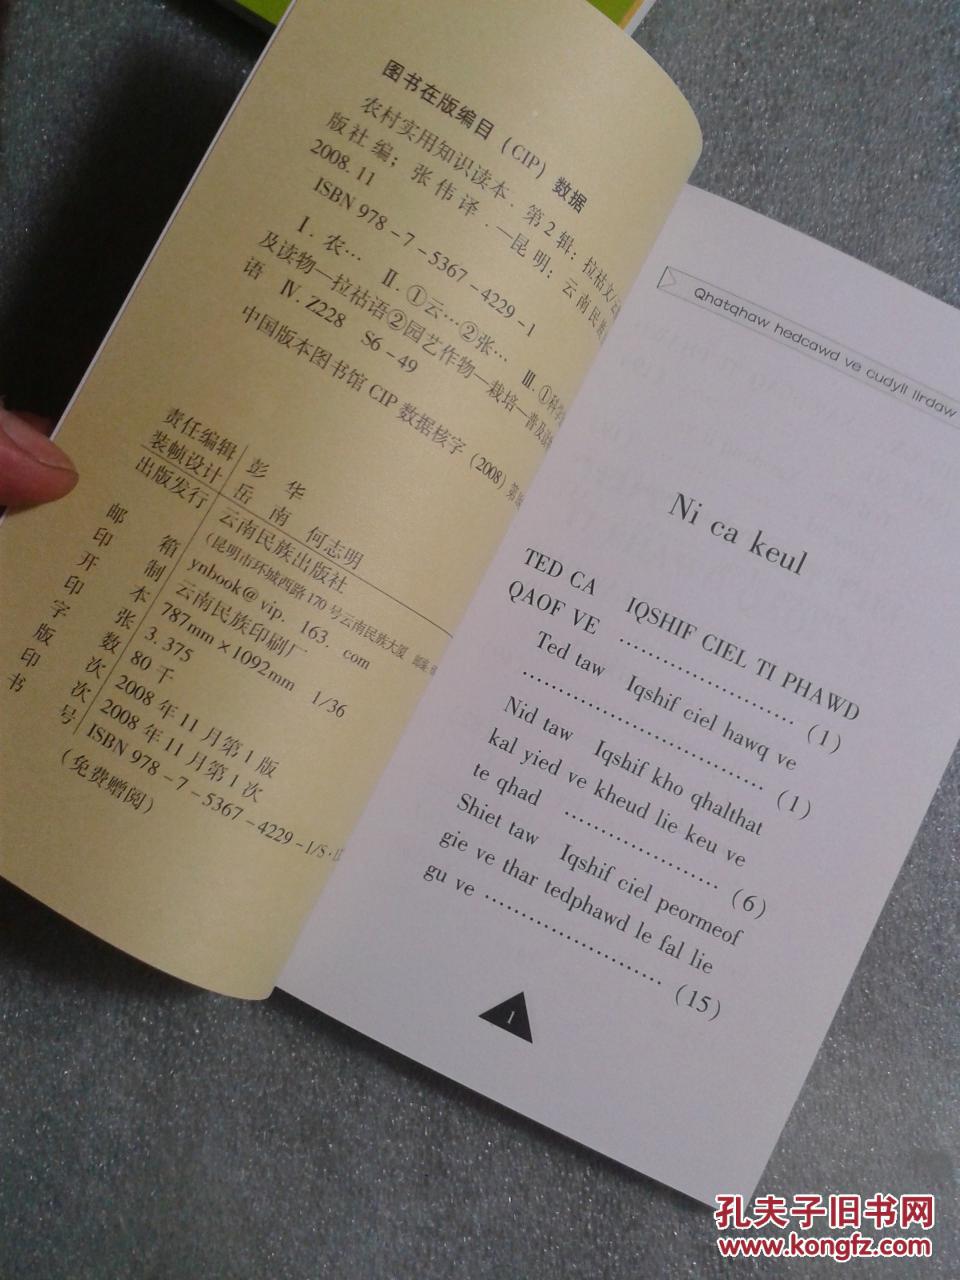 图书在版编目（CIP）数据
农村实用知识读本．第2辑：拉祜文/云
版社编；张伟译．—昆明：云南民族
2008.11
ISBN 978-7-5367-4229-1
Ⅰ．农… Ⅱ．①云…②张… Ⅲ．①科学
及读物—拉祜语②园艺作物—栽培—普及读
语 Ⅳ．Z228 S6-49
中国版本图书馆CIP数据核字（2008）第
责任编辑 彭华
装帧设计 岳南 何志明
出版发行 云南民族出版社
（昆明市环城西路170号云南民族大厦
邮箱 ynbook@vip.163.com
印制 云南民族印刷厂
开本 787mm×1092mm 1/36
印张 3.375
字数 80千
版次 2008年11月第1版
印次 2008年11月第1次
书号 ISBN 978-7-5367-4229-1/S·
（免费赠阅）
Qhatqhaw hedcawd ve cudyil lirdaw
Ni ca keul
TED CA IQSHIF CIEL TI PHAWD
QAOF VE …………………… (1)
Ted taw Iqshif ciel hawq ve
…………………………… (1)
Nid taw Iqshif kho qhalthat
kal yied ve kheud lie keu ve
te qhad ………………… (6)
Shiet taw Iqshif ciel peormeof
gie ve thar tedphawd le fal lie
gu ve …………………… (15)
1
孔夫子旧书网
www.kongfz.com